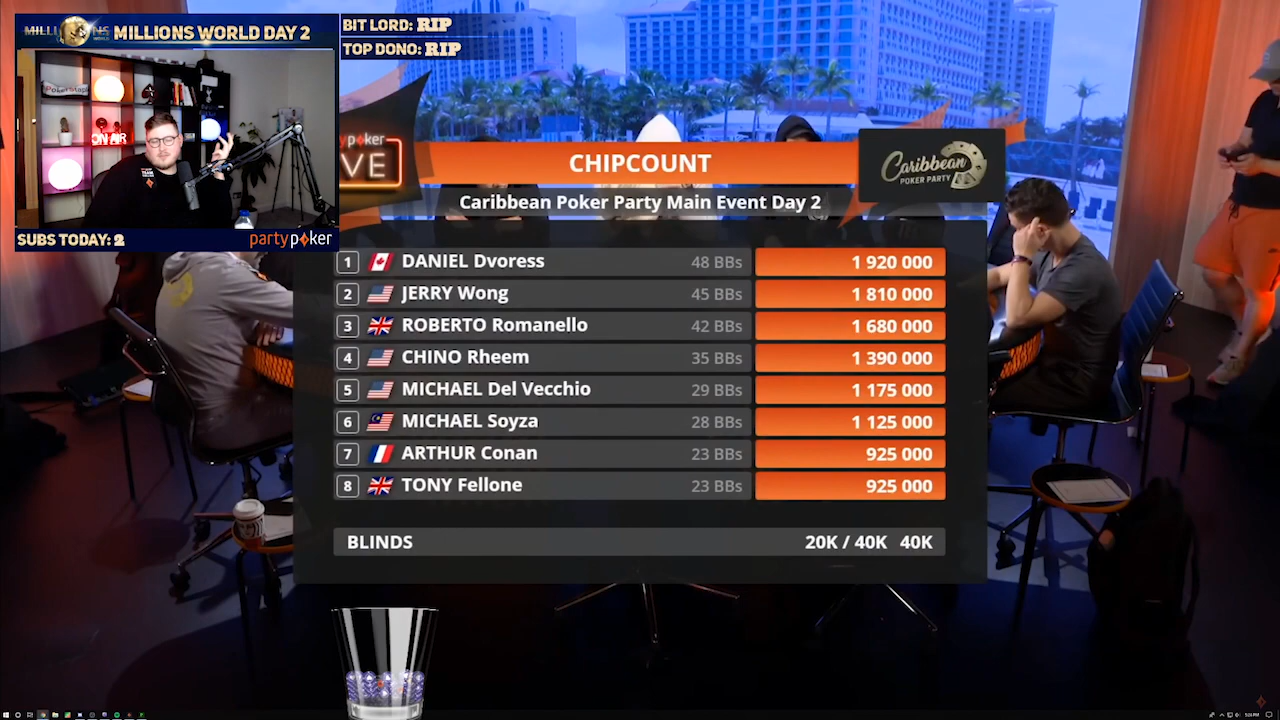 MILLIONS WORLD DAY 2
BIT LORD: RIP
TOP DONO: RIP
ON AIR
SUBS TODAY: 2
partypoker
CHIPCOUNT
Caribbean
POKER PARTY
Caribbean Poker Party Main Event Day 2
1 DANIEL Dvoress 48 BBs 1 920 000
2 JERRY Wong 45 BBs 1 810 000
3 ROBERTO Romanello 42 BBs 1 680 000
4 CHINO Rheem 35 BBs 1 390 000
5 MICHAEL Del Vecchio 29 BBs 1 175 000
6 MICHAEL Soyza 28 BBs 1 125 000
7 ARTHUR Conan 23 BBs 925 000
8 TONY Fellone 23 BBs 925 000
BLINDS 20K / 40K 40K